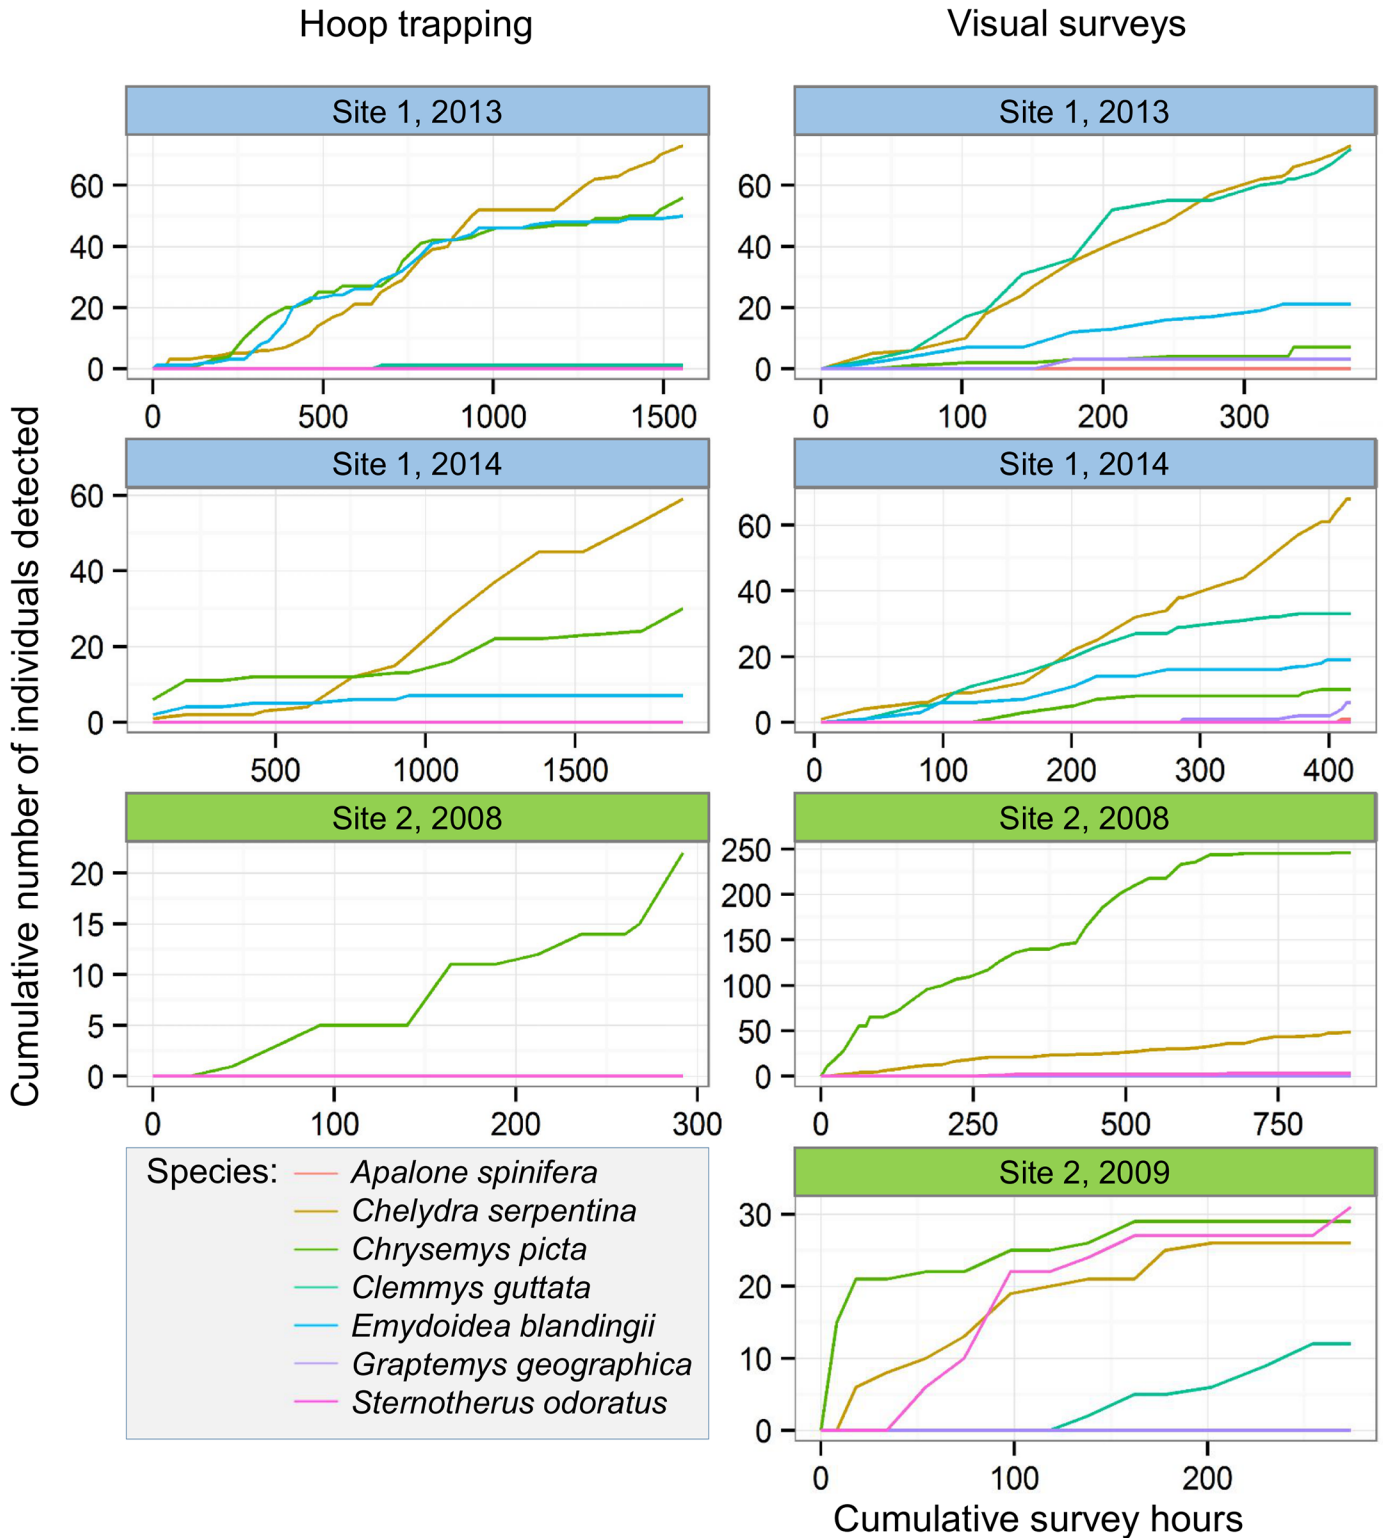 Hoop trapping
Visual surveys
Cumulative number of individuals detected
Site 1, 2013
60
40
20
0
0 500 1000 1500
Site 1, 2013
60
40
20
0
0 100 200 300
Site 1, 2014
60
40
20
0
500 1000 1500
Site 1, 2014
60
40
20
0
0 100 200 300 400
Site 2, 2008
20
15
10
5
0
0 100 200 300
Site 2, 2008
250
200
150
100
50
0
0 250 500 750
Species:
Apalone spinifera
Chelydra serpentina
Chrysemys picta
Clemmys guttata
Emydoidea blandingii
Graptemys geographica
Sternotherus odoratus
Site 2, 2009
30
20
10
0
0 100 200
Cumulative survey hours